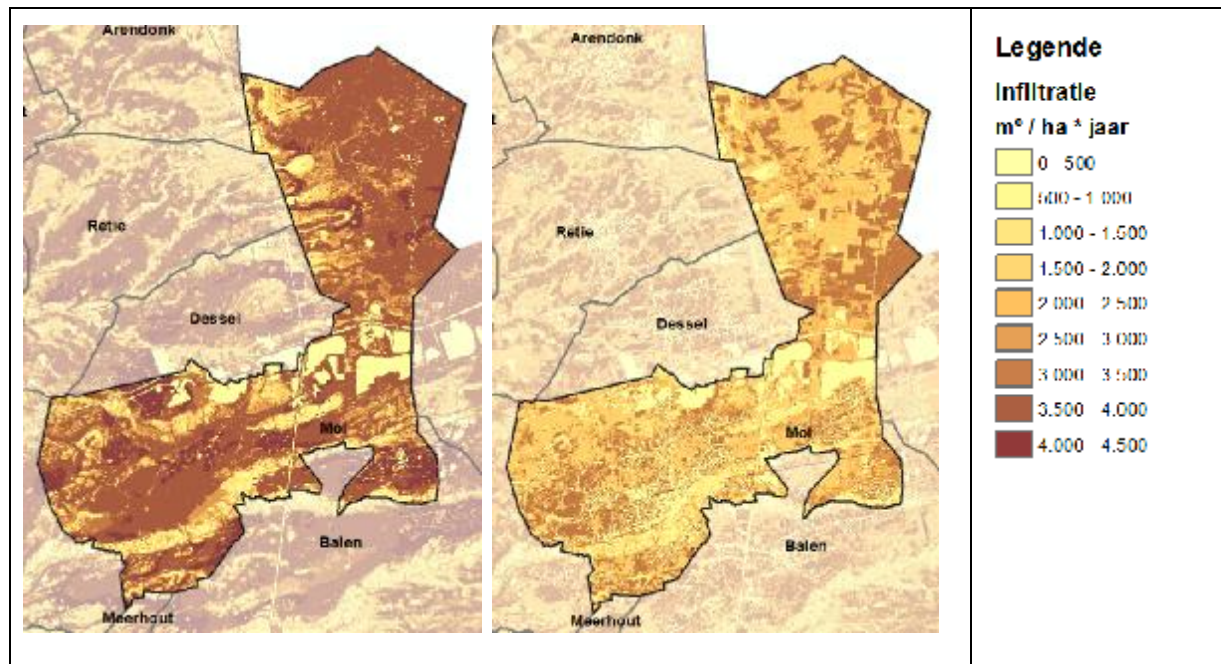 Arendonk
Retie
Dessel
Mol
Balen
Meerhout
Arendonk
Retie
Dessel
Mol
Balen
Meerhout
Legende
Infiltratie
m³ / ha * jaar
0 500
500 - 1 000
1.000 - 1.500
1.500 - 2.000
2 000 2 500
2 500 3 000
3 000 3 500
3.500 4.000
4.000 4.500